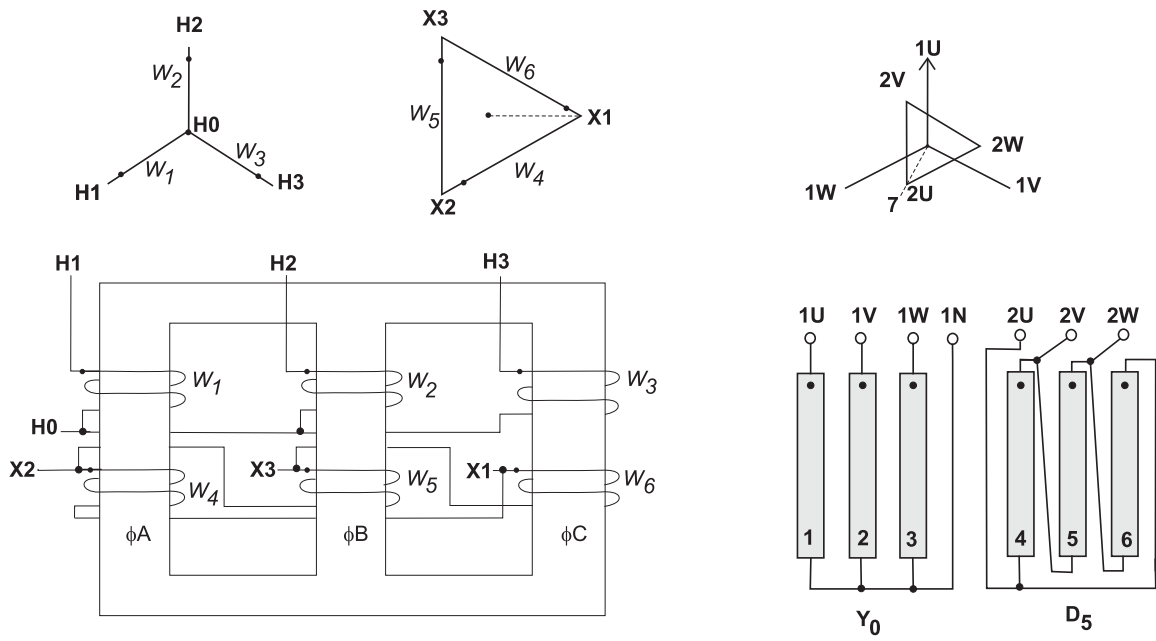 H2
W2
H0
W1
W3
H1
H3
X3
W6
W5
X1
W4
X2
1U
2V
2W
1W
2U
1V
7
H1
H2
H3
W1
W2
W3
H0
X2
X3
X1
W4
W5
W6
ϕA
ϕB
ϕC
1U 1V 1W 1N 2U 2V 2W
1 2 3 4 5 6
Y0 D5